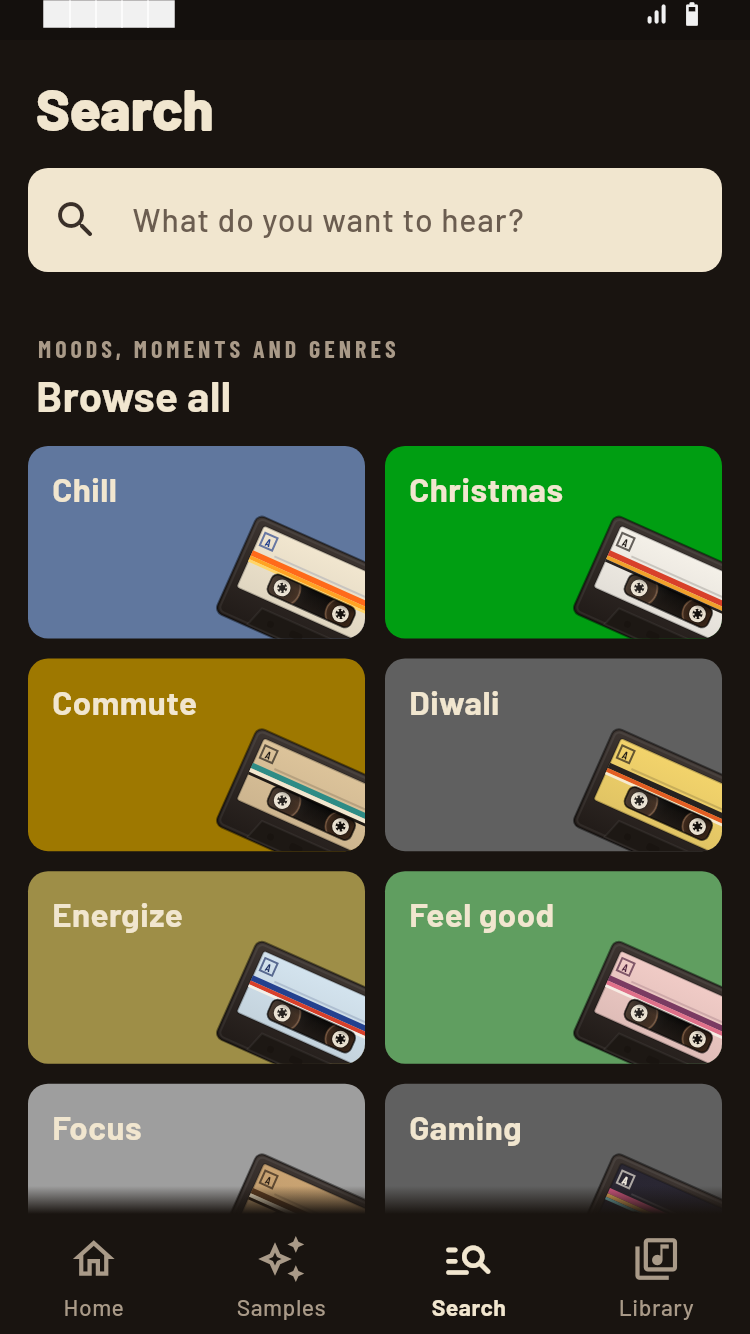 Search
What do you want to hear?
MOODS, MOMENTS AND GENRES
Browse all
Chill
A
Christmas
A
Commute
A
Diwali
A
Energize
A
Feel good
A
Focus
A
Gaming
A
Home
Samples
Search
Library